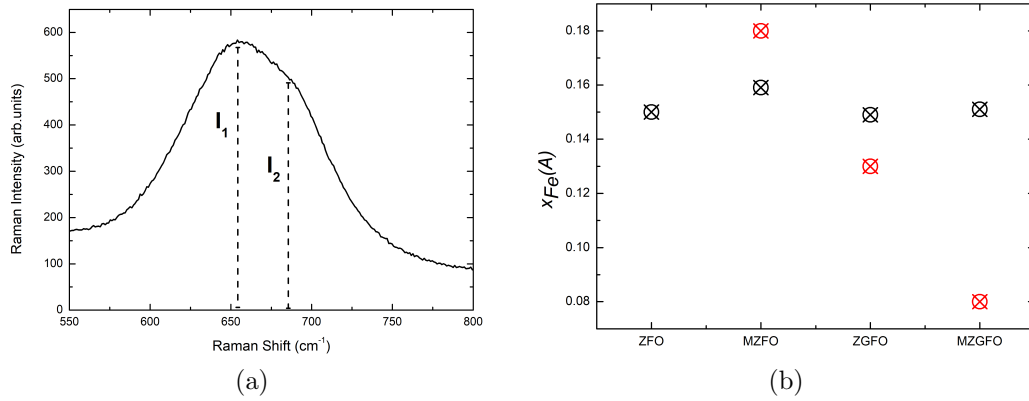 600
500
400
300
200
100
0
550
600
650
700
750
800
Raman Intensity (arb.units)
Raman Shift (cm⁻¹)
I₁
I₂
(a)
0.18
0.16
0.14
0.12
0.10
0.08
x_Fe(A)
ZFO
MZFO
ZGFO
MZGFO
(b)